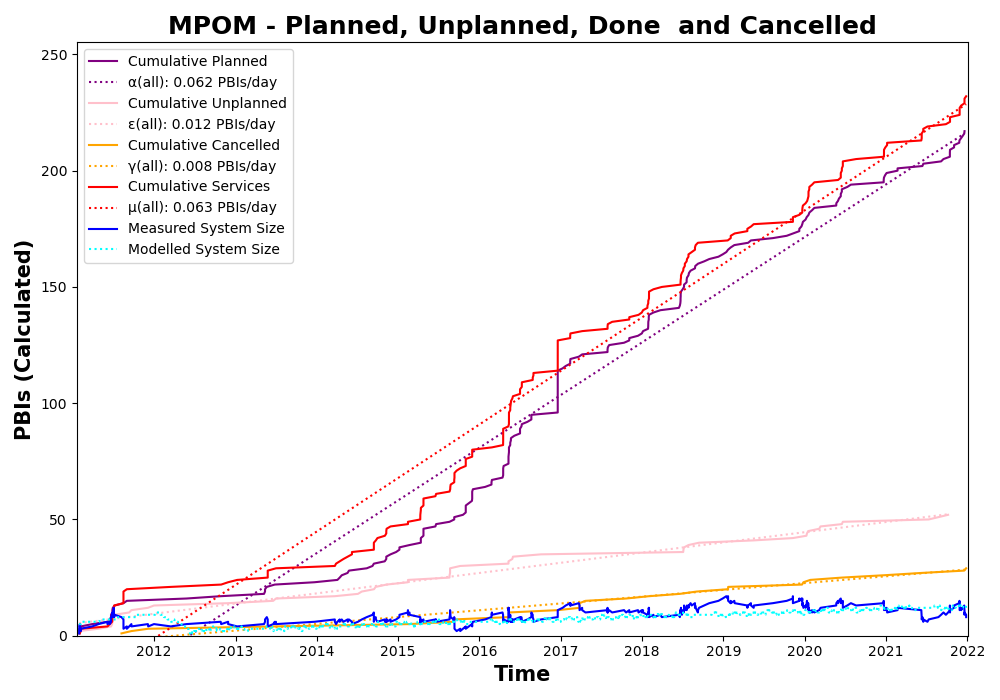 MPOM - Planned, Unplanned, Done  and Cancelled
PBIs (Calculated)
250
200
150
100
50
0
Cumulative Planned
α(all): 0.062 PBIs/day
Cumulative Unplanned
ε(all): 0.012 PBIs/day
Cumulative Cancelled
γ(all): 0.008 PBIs/day
Cumulative Services
μ(all): 0.063 PBIs/day
Measured System Size
Modelled System Size
2012 2013 2014 2015 2016 2017 2018 2019 2020 2021 2022
Time